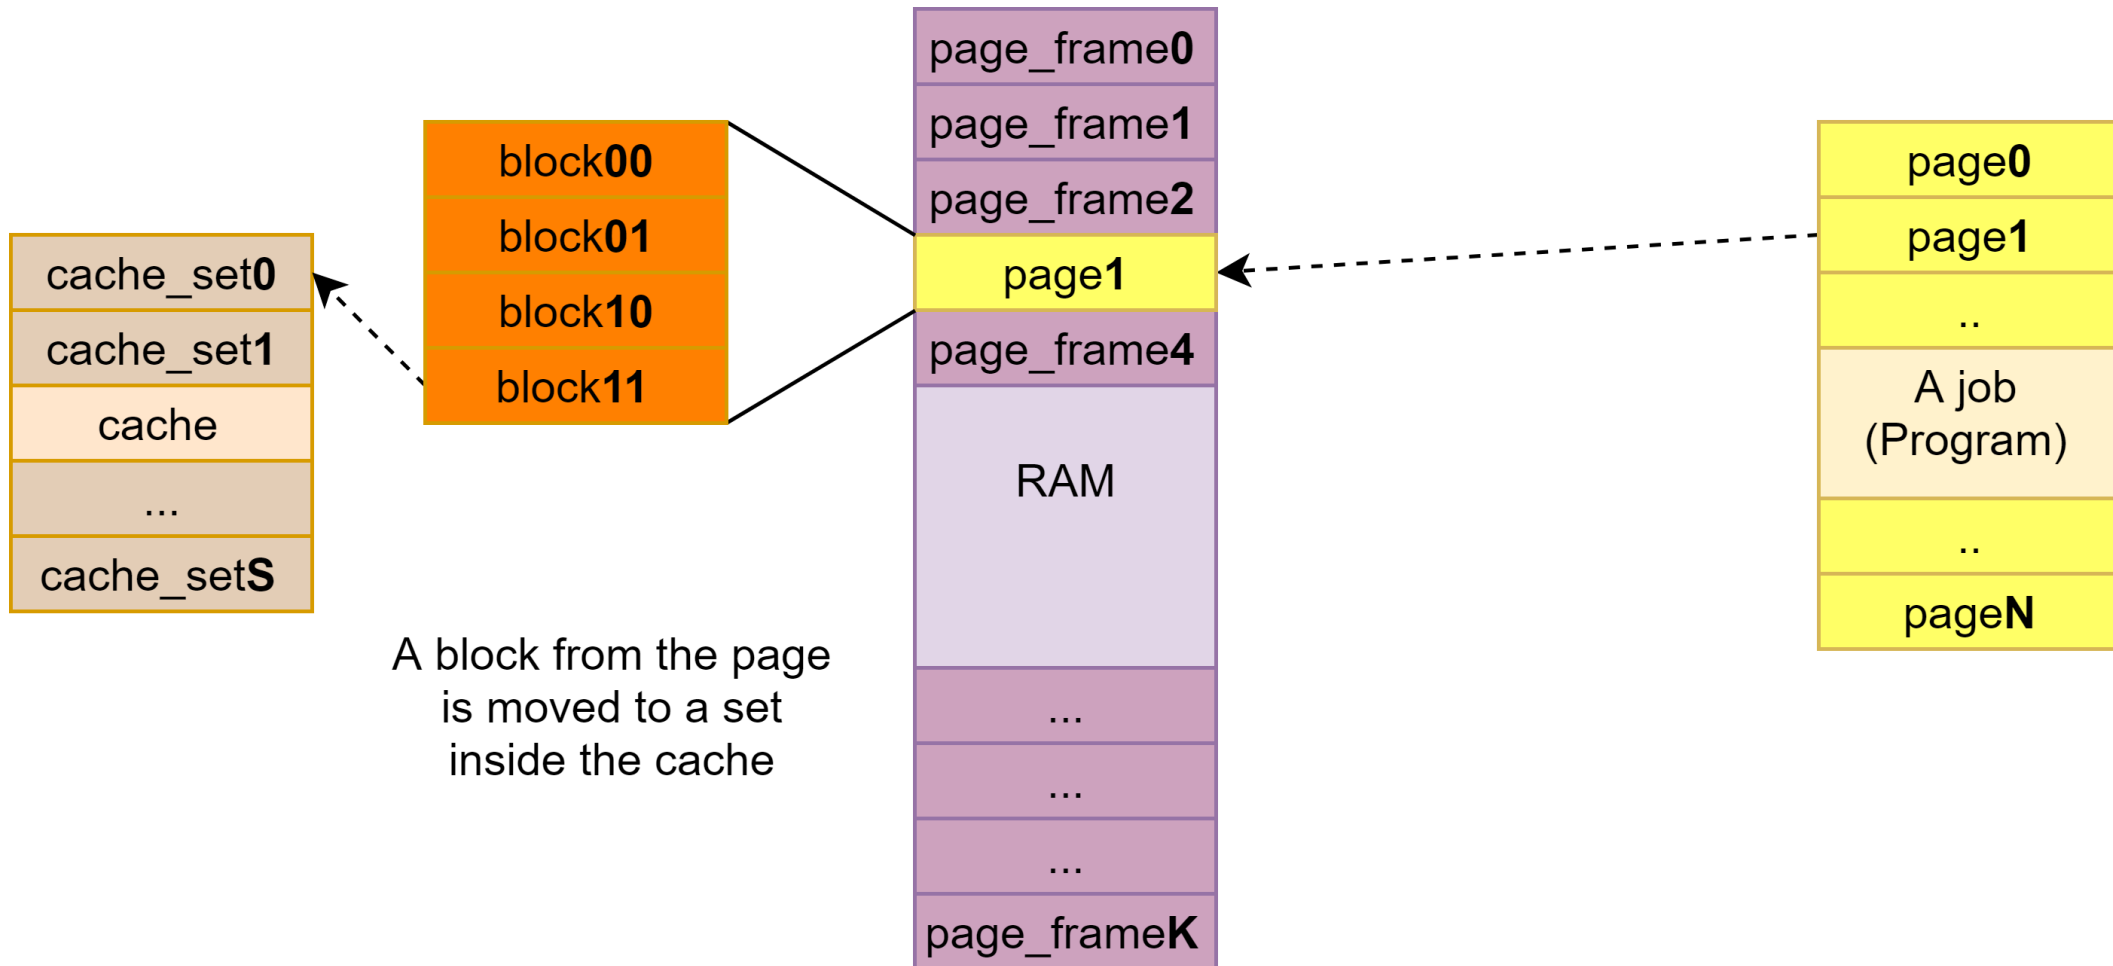 cache_set0
cache_set1
cache
...
cache_setS
block00
block01
block10
block11
A block from the page
is moved to a set
inside the cache
page_frame0
page_frame1
page_frame2
page1
page_frame4
RAM
...
...
...
page_frameK
page0
page1
..
A job
(Program)
..
pageN